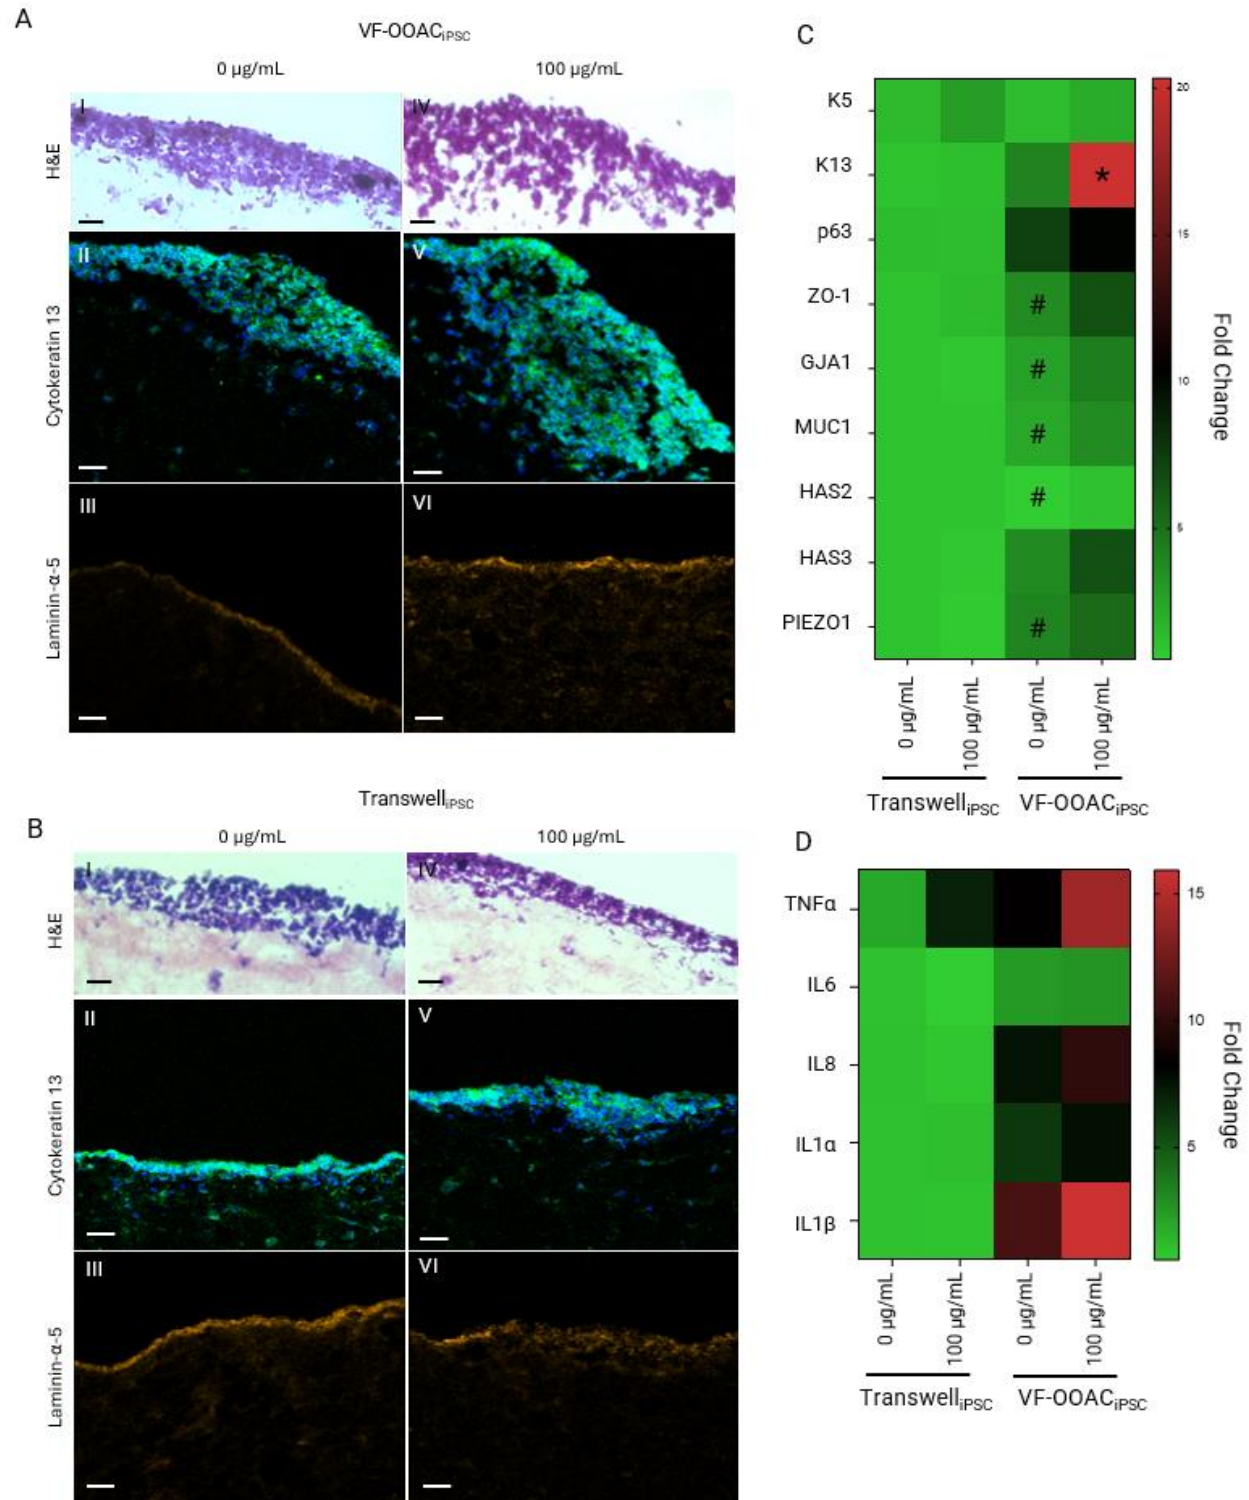 A
VF-OOACiPSC
0 µg/mL
100 µg/mL
H&E
I
IV
Cytokeratin 13
II
V
Laminin-α-5
III
VI
B
TranswelliPSC
0 µg/mL
100 µg/mL
H&E
I
IV
Cytokeratin 13
II
V
Laminin-α-5
III
VI
C
K5
K13
*
p63
ZO-1
#
GJA1
#
MUC1
#
HAS2
#
HAS3
PIEZO1
#
20
15
10
5
Fold Change
0 µg/mL
100 µg/mL
0 µg/mL
100 µg/mL
TranswelliPSC
VF-OOACiPSC
D
TNFα
IL6
IL8
IL1α
IL1β
15
10
5
Fold Change
0 µg/mL
100 µg/mL
0 µg/mL
100 µg/mL
TranswelliPSC
VF-OOACiPSC